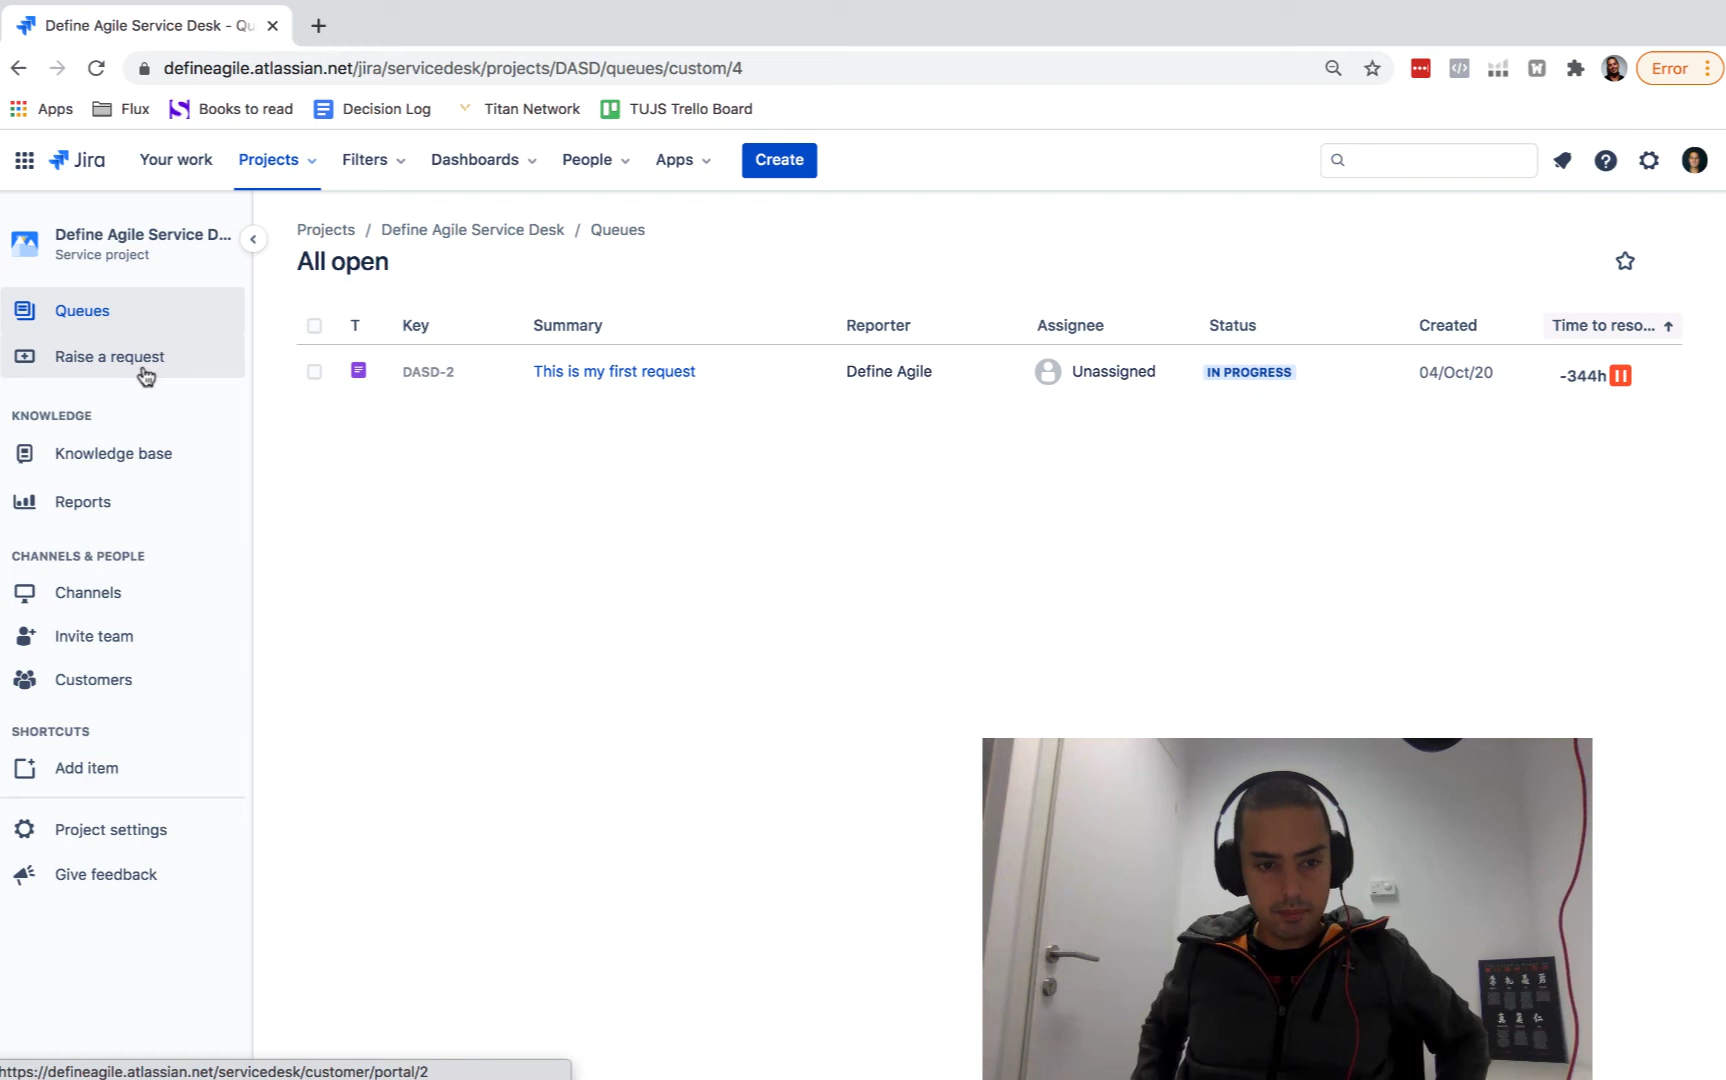 Define Agile Service Desk - Qu
defineagile.atlassian.net/jira/servicedesk/projects/DASD/queues/custom/4
Error
Apps Flux Books to read Decision Log Titan Network TUJS Trello Board
Jira Your work Projects Filters Dashboards People Apps Create
Define Agile Service D...
Service project
Projects / Define Agile Service Desk / Queues
All open
Queues
Raise a request
KNOWLEDGE
Knowledge base
Reports
CHANNELS & PEOPLE
Channels
Invite team
Customers
SHORTCUTS
Add item
Project settings
Give feedback
T Key Summary Reporter Assignee Status Created Time to reso...
DASD-2 This is my first request Define Agile Unassigned IN PROGRESS 04/Oct/20 -344h
https://defineagile.atlassian.net/servicedesk/customer/portal/2